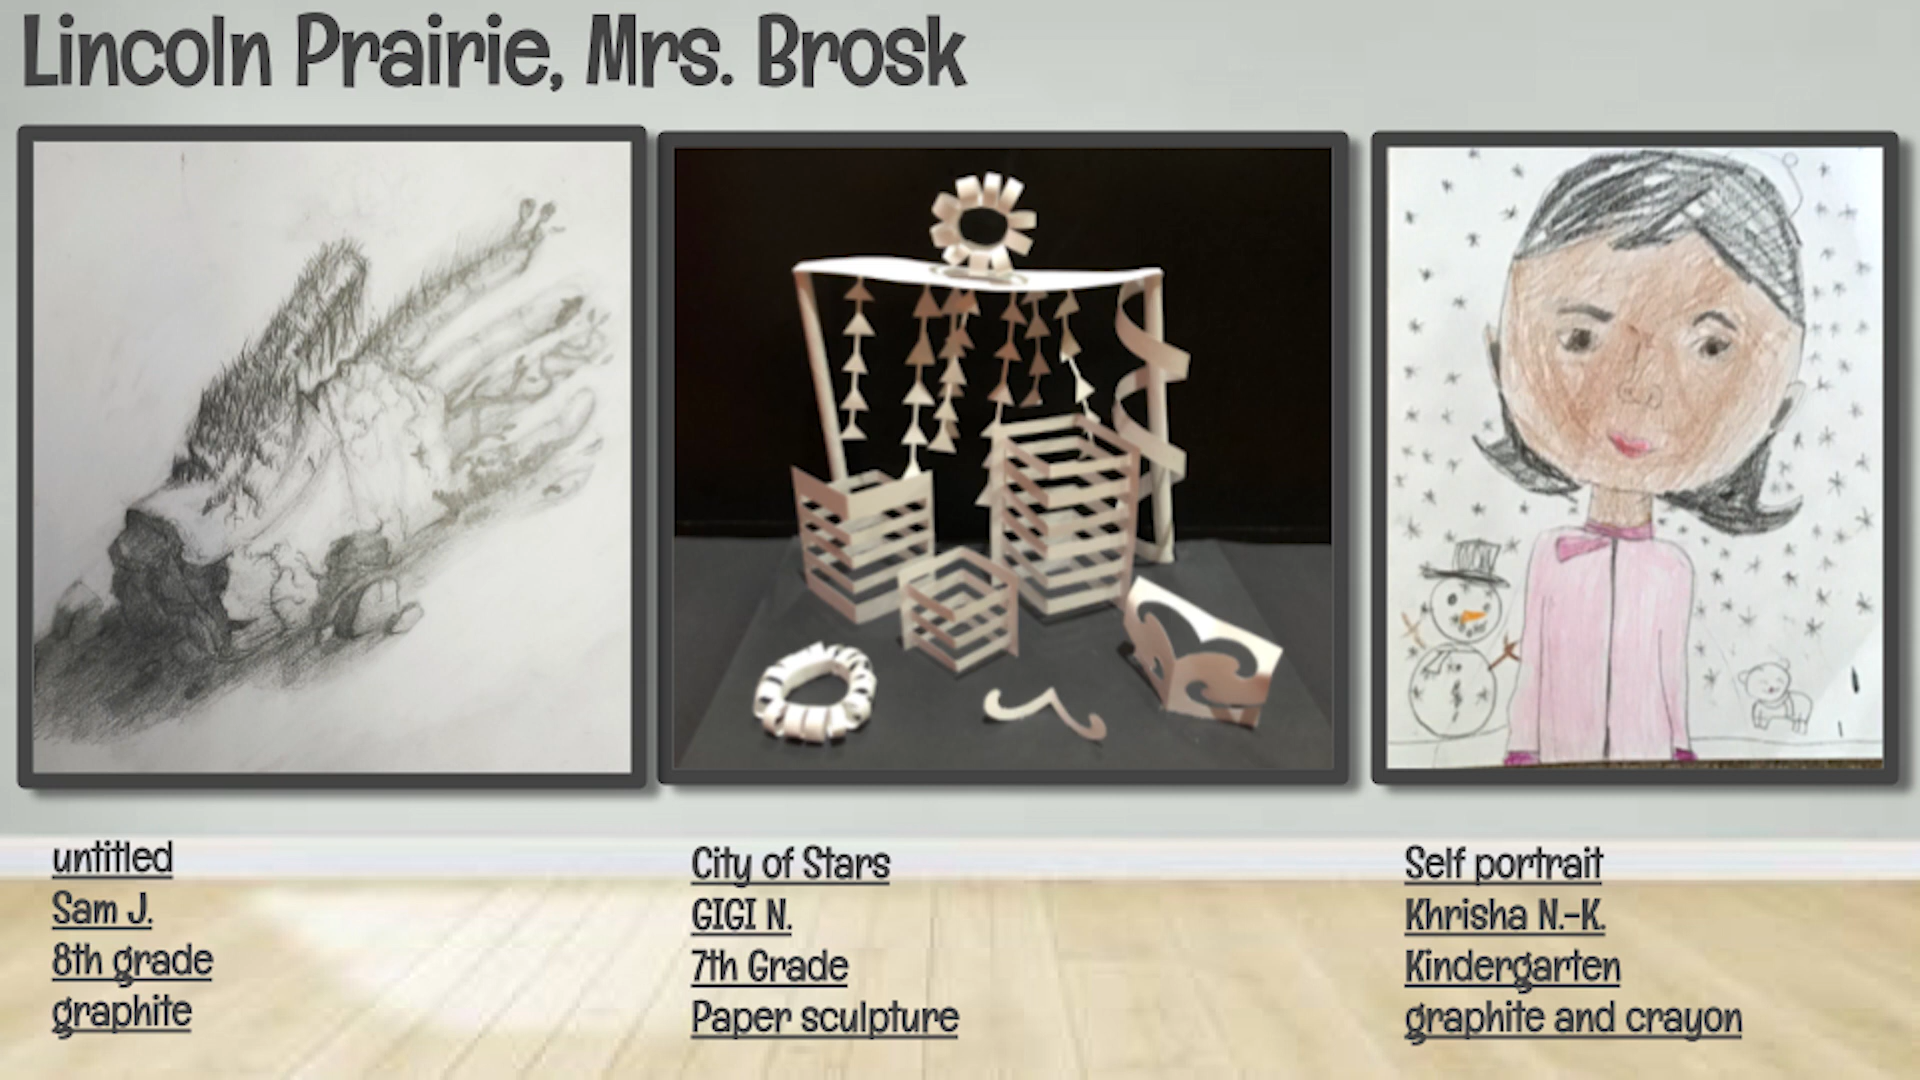 Lincoln Prairie, Mrs. Brosk
untitled
Sam J.
8th grade
graphite
City of Stars
GIGI N.
7th Grade
Paper sculpture
Self portrait
Khrisha N.-K.
Kindergarten
graphite and crayon